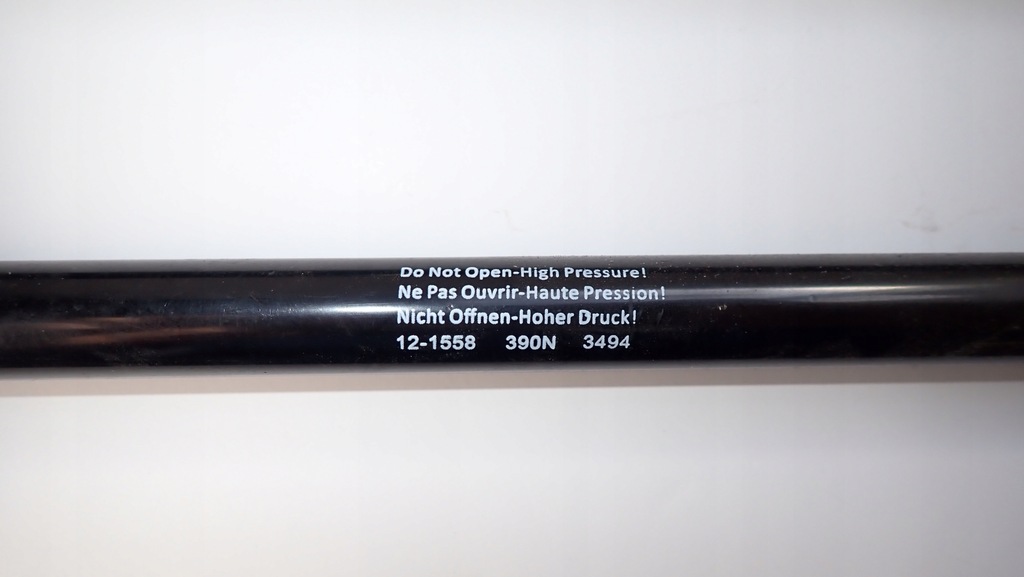 Do Not Open-High Pressure!
Ne Pas Ouvrir-Haute Pression!
Nicht Offnen-Hoher Druck!
12-1558 390N 3494